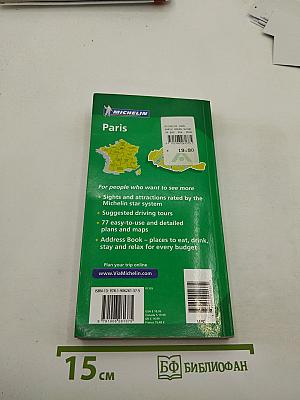 MICHELIN
Paris
19.80
For people who want to see more
• Sights and attractions rated by the
Michelin star system
• Suggested driving tours
• 77 easy-to-use and detailed
plans and maps
• Address Book – places to eat, drink,
stay and relax for every budget
Plan your trip online
www.ViaMichelin.com
15 см
БФ БИБЛИОФАН